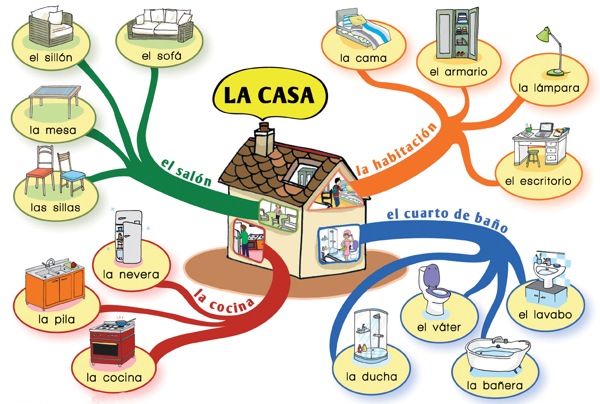 LA CASA
el salón
el sillón
el sofá
la mesa
las sillas
la habitación
la cama
el armario
la lámpara
el escritorio
la cocina
la nevera
la pila
la cocina
el cuarto de baño
la ducha
el váter
la bañera
el lavabo